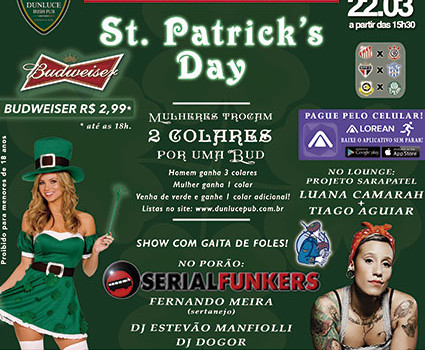 DUNLUCE
IRISH PUB
22.03
a partir das 15h30
St. Patrick's
Day
Budweiser
BUDWEISER R$ 2,99*
* até as 18h.
Proibido para menores de 18 anos
MULHERES TROCAM
2 COLARES
POR UMA BUD
Homem ganha 3 colares
Mulher ganha 1 colar
Venha de verde e ganhe 1 colar adicional!
Listas no site: www.dunlucepub.com.br
x
x
x
PAGUE PELO CELULAR!
LOREAN
BAIXE O APLICATIVO SEM PARAR!
Google play
App Store
NO LOUNGE:
PROJETO SARAPATEL
LUANA CAMARAH
+
TIAGO AGUIAR
SHOW COM GAITA DE FOLES!
NO PORÃO:
SERIALFUNKERS
FERNANDO MEIRA
(sertanejo)
DJ ESTEVÃO MANFIOLLI
DJ DOGOR